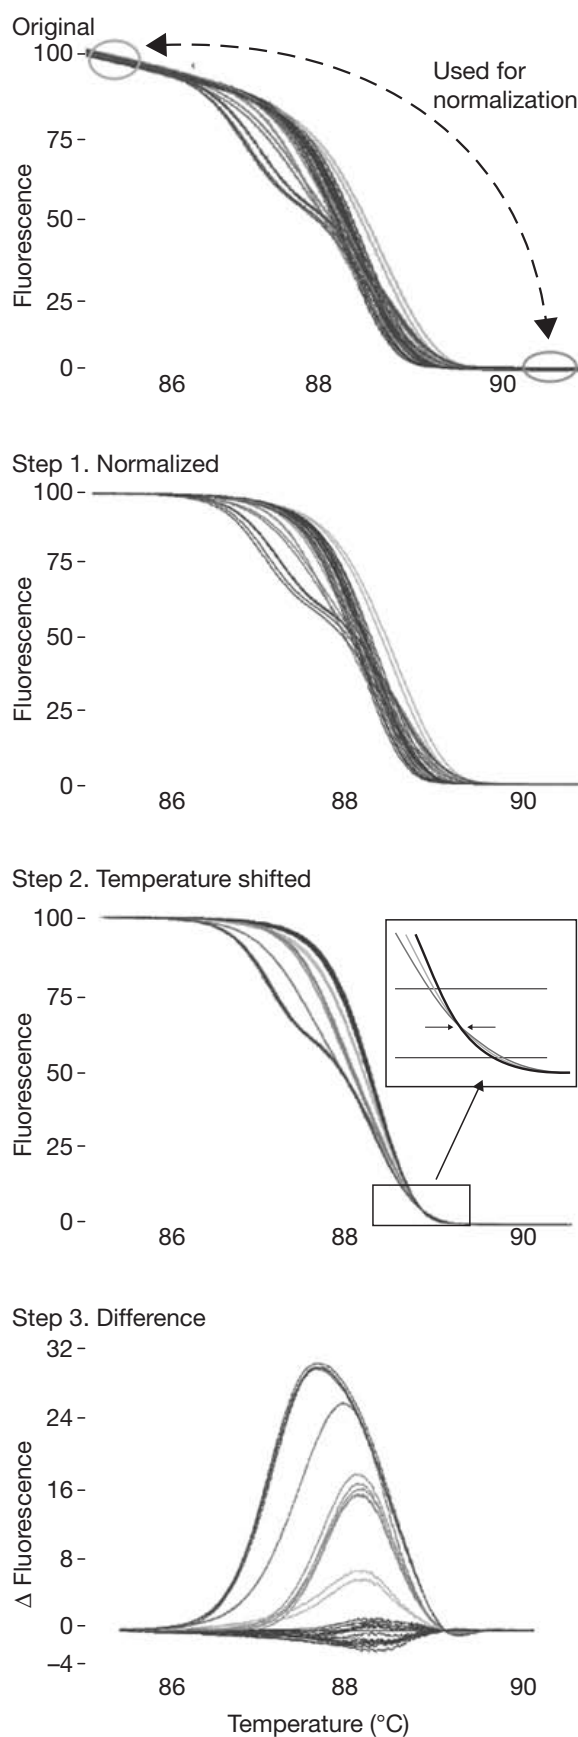 Original
100
Used for
normalization
75
50
25
0
Fluorescence
86 88 90
Step 1. Normalized
100
75
50
25
0
Fluorescence
86 88 90
Step 2. Temperature shifted
100
75
50
25
0
Fluorescence
86 88 90
Step 3. Difference
32
24
16
8
0
–4
Δ Fluorescence
86 88 90
Temperature (°C)